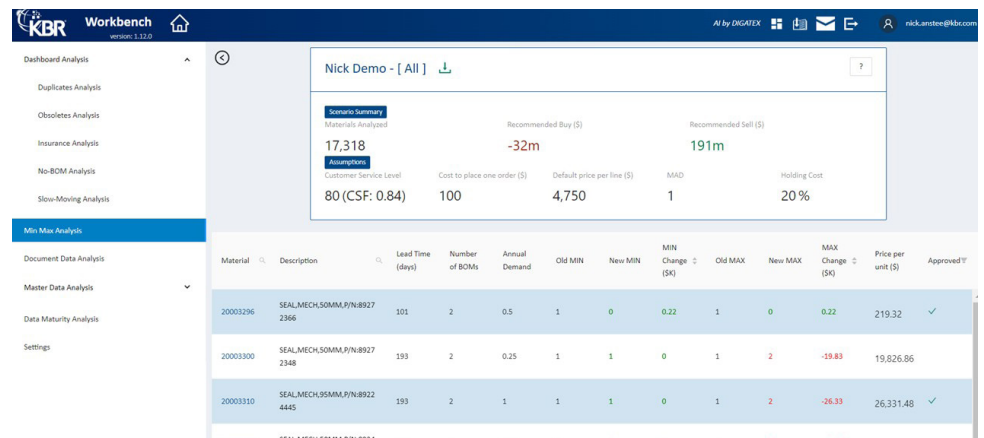 KBR Workbench
version: 1.12.0
AI by DIGATEX
nick.anstee@kbr.com
Dashboard Analysis
Duplicates Analysis
Obsoletes Analysis
Insurance Analysis
No-BOM Analysis
Slow-Moving Analysis
Min Max Analysis
Document Data Analysis
Master Data Analysis
Data Maturity Analysis
Settings
Nick Demo - [ All ]
?
Scenario Summary
Materials Analyzed Recommended Buy ($) Recommended Sell ($)
17,318 -32m 191m
Assumptions
Customer Service Level Cost to place one order ($) Default price per line ($) MAD Holding Cost
80 (CSF: 0.84) 100 4,750 1 20 %
Material Description Lead Time (days) Number of BOMs Annual Demand Old MIN New MIN MIN Change ($K) Old MAX New MAX MAX Change ($K) Price per unit ($) Approved
20003296 SEAL,MECH,50MM,P/N:8927 101 2 0.5 1 0 0.22 1 0 0.22 219.32
2366
20003300 SEAL,MECH,50MM,P/N:8927 193 2 0.25 1 1 0 1 2 -19.83 19,826.86
2348
20003310 SEAL,MECH,95MM,P/N:8922 193 2 1 1 1 0 1 2 -26.33 26,331.48
4445